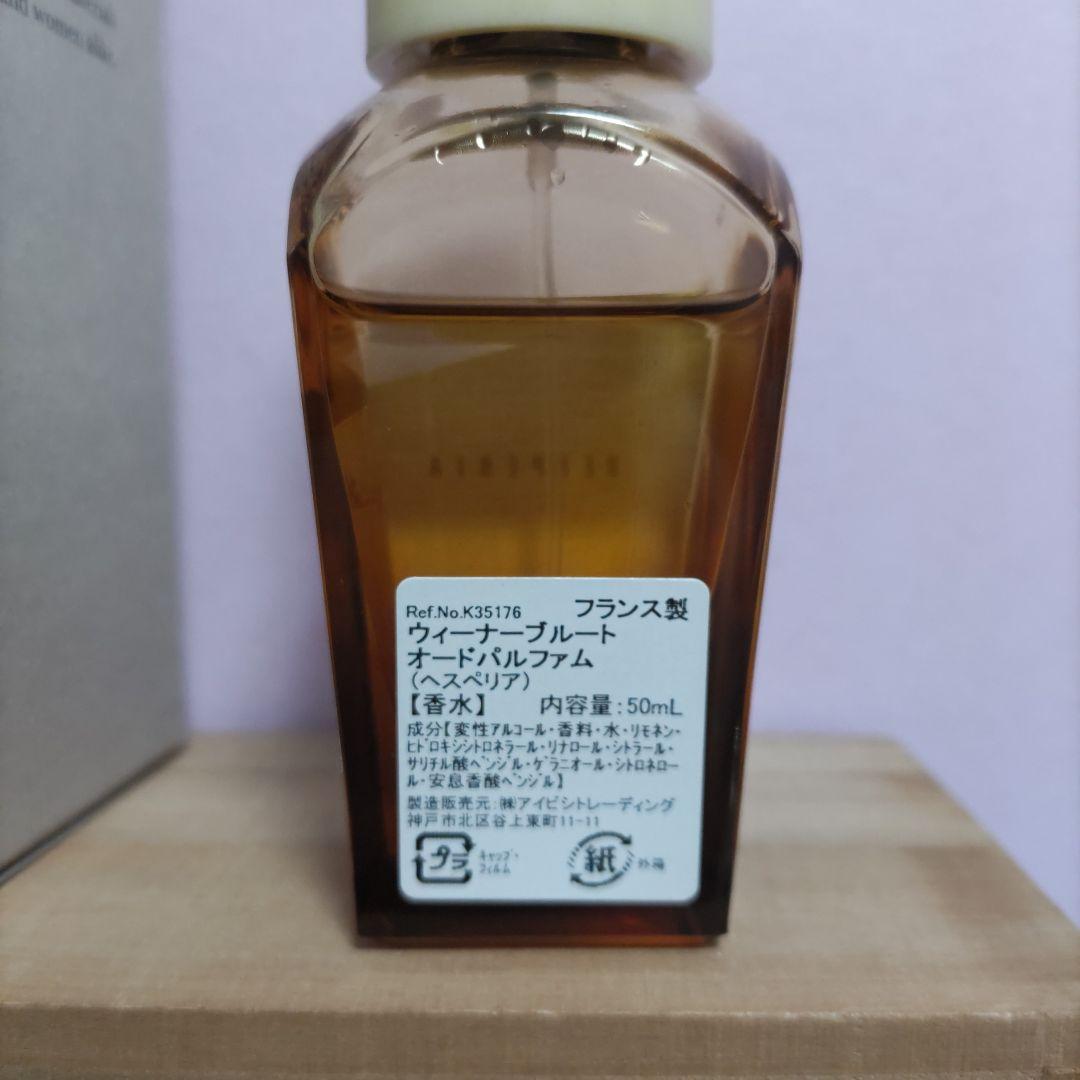 and women alike.
Ref.No.K35176 フランス製
ウィーナーブルート
オードパルファム
(ヘスペリア)
【香水】 内容量:50mL
成分【変性アルコール・香料・水・リモネン・
ヒドロキシシトロネラール・リナロール・シトラール・
サリチル酸ベンジル・ゲラニオール・シトロネロー
ル・安息香酸ベンジル】
製造販売元:㈱アイビシトレーディング
神戸市北区谷上東町11-11
プラ キャップ・
フィルム
紙 外箱